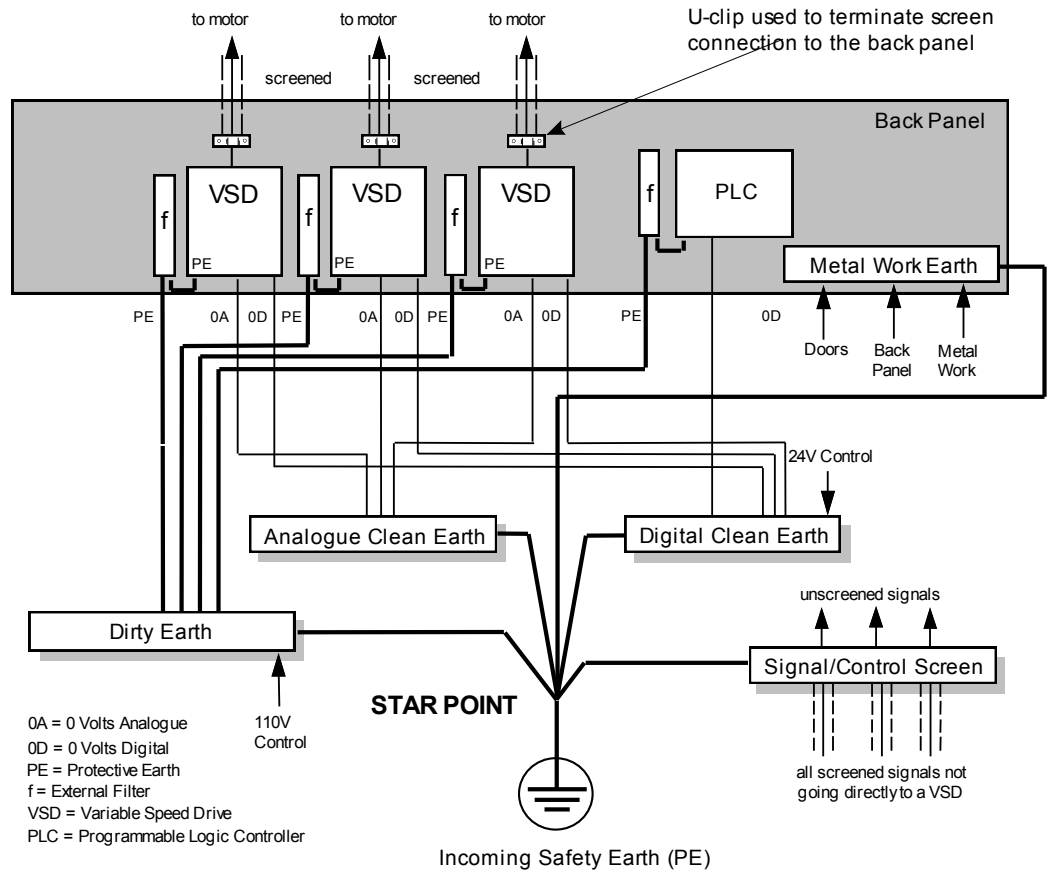 to motor
to motor
to motor
U-clip used to terminate screen
connection to the back panel
screened
screened
Back Panel
f
VSD
PE
f
VSD
PE
f
VSD
PE
f
PLC
Metal Work Earth
PE
0A
0D
PE
0A
0D
PE
0A
0D
PE
0D
Doors
Back
Panel
Metal
Work
24V Control
Analogue Clean Earth
Digital Clean Earth
unscreened signals
Dirty Earth
Signal/Control Screen
STAR POINT
110V
Control
0A = 0 Volts Analogue
0D = 0 Volts Digital
PE = Protective Earth
f = External Filter
VSD = Variable Speed Drive
PLC = Programmable Logic Controller
all screened signals not
going directly to a VSD
Incoming Safety Earth (PE)